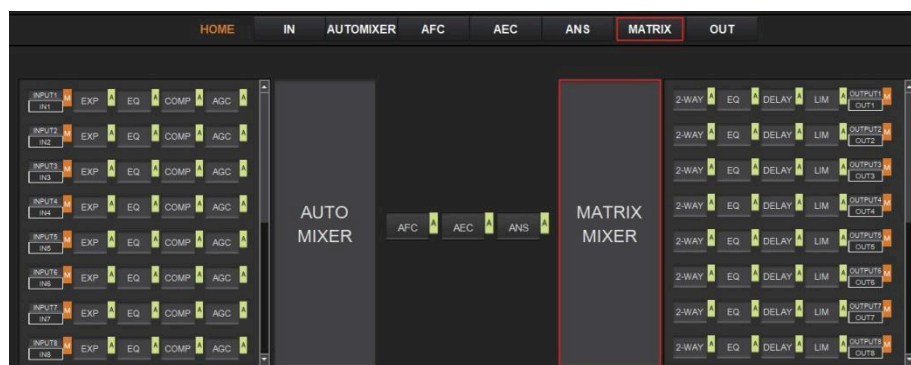 HOME IN AUTOMIXER AFC AEC ANS MATRIX OUT
INPUT1 M EXP A EQ A COMP A AGC A 2-WAY A EQ A DELAY A LIM A OUTPUT1 M
IN1 OUT1
INPUT2 M EXP A EQ A COMP A AGC A 2-WAY A EQ A DELAY A LIM A OUTPUT2 M
IN2 OUT2
INPUT3 M EXP A EQ A COMP A AGC A 2-WAY A EQ A DELAY A LIM A OUTPUT3 M
IN3 OUT3
INPUT4 M EXP A EQ A COMP A AGC A 2-WAY A EQ A DELAY A LIM A OUTPUT4 M
IN4 OUT4
AUTO MIXER
AFC A AEC A ANS A
MATRIX MIXER
INPUT5 M EXP A EQ A COMP A AGC A 2-WAY A EQ A DELAY A LIM A OUTPUT5 M
IN5 OUT5
INPUT6 M EXP A EQ A COMP A AGC A 2-WAY A EQ A DELAY A LIM A OUTPUT6 M
IN6 OUT6
INPUT7 M EXP A EQ A COMP A AGC A 2-WAY A EQ A DELAY A LIM A OUTPUT7 M
IN7 OUT7
INPUT8 M EXP A EQ A COMP A AGC A 2-WAY A EQ A DELAY A LIM A OUTPUT8 M
IN8 OUT8